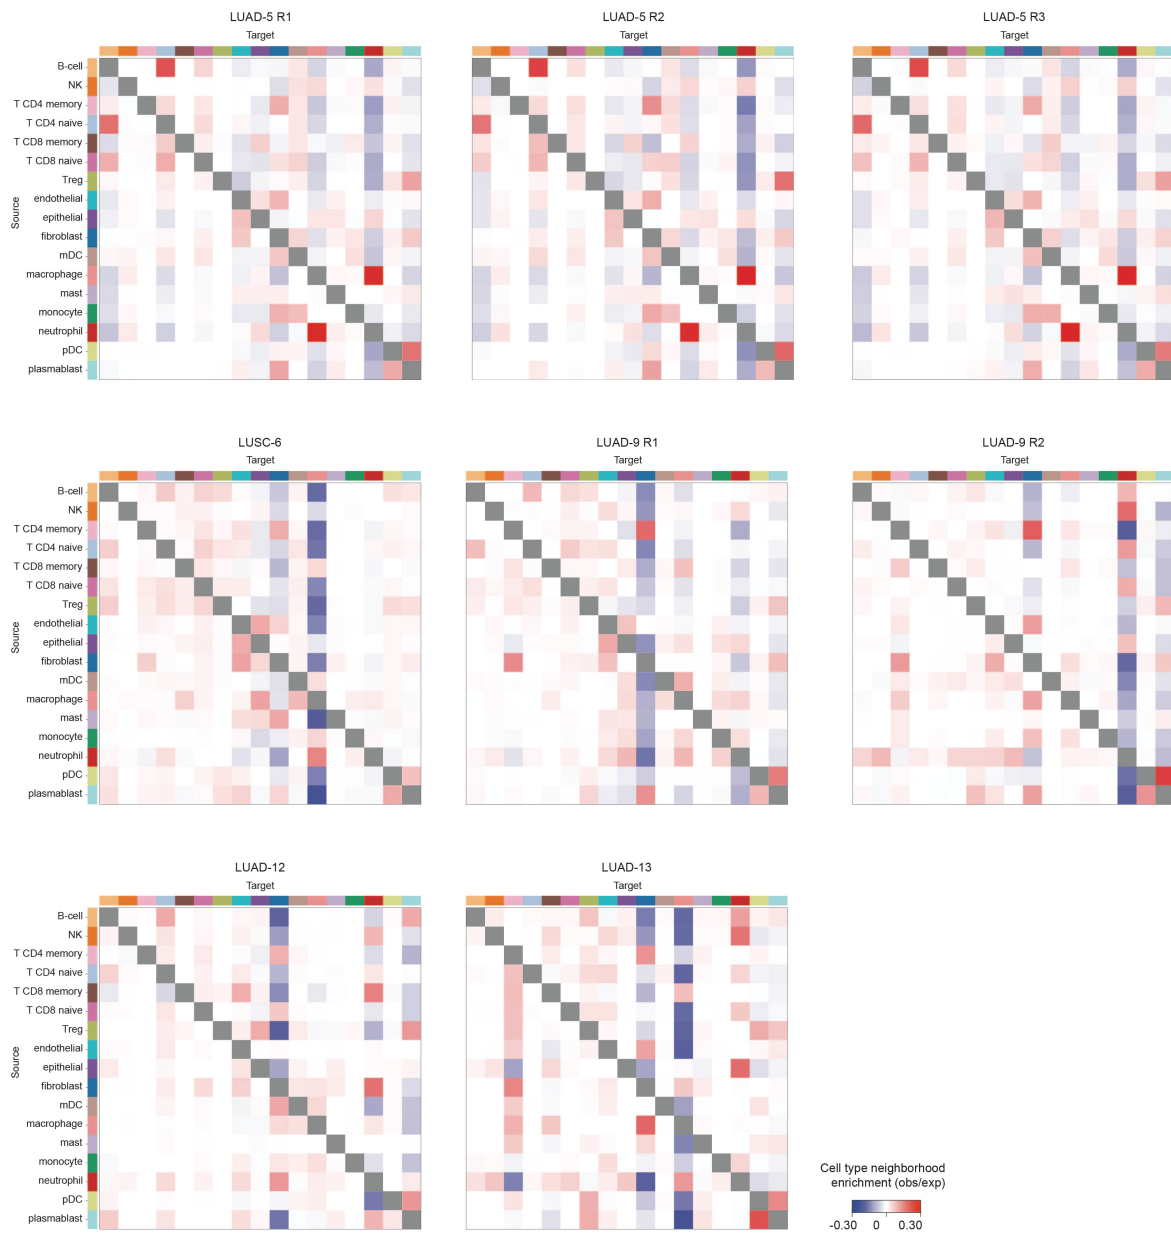 LUAD-5 R1
LUAD-5 R2
LUAD-5 R3
Target
Target
Target
Source
B-cell
NK
T CD4 memory
T CD4 naive
T CD8 memory
T CD8 naive
Treg
endothelial
epithelial
fibroblast
mDC
macrophage
mast
monocyte
neutrophil
pDC
plasmablast
LUSC-6
LUAD-9 R1
LUAD-9 R2
Target
Target
Target
Source
B-cell
NK
T CD4 memory
T CD4 naive
T CD8 memory
T CD8 naive
Treg
endothelial
epithelial
fibroblast
mDC
macrophage
mast
monocyte
neutrophil
pDC
plasmablast
LUAD-12
LUAD-13
Target
Target
Source
B-cell
NK
T CD4 memory
T CD4 naive
T CD8 memory
T CD8 naive
Treg
endothelial
epithelial
fibroblast
mDC
macrophage
mast
monocyte
neutrophil
pDC
plasmablast
Cell type neighborhood
enrichment (obs/exp)
-0.30 0 0.30